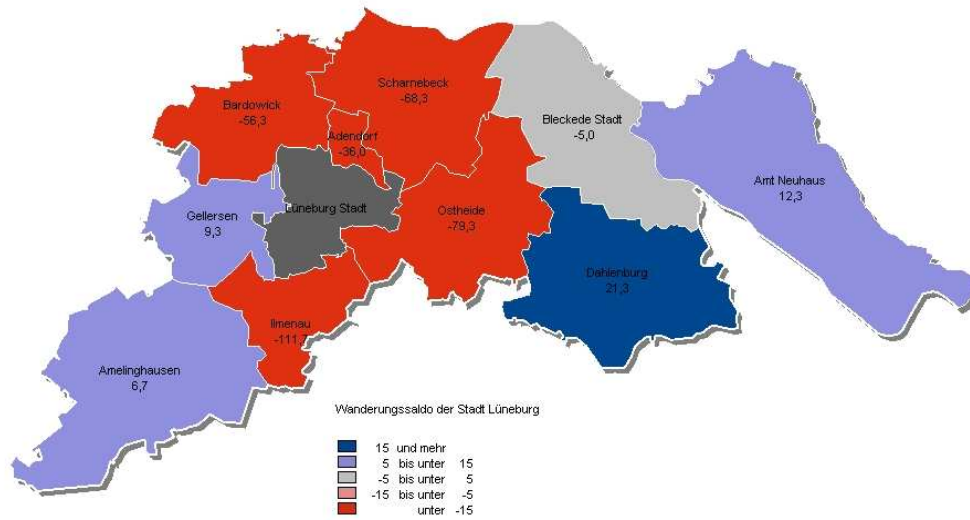 Scharnebeck
-68,3
Bardowick
-56,3
Adendorf
-36,0
Bleckede Stadt
-5,0
Amt Neuhaus
12,3
Gellersen
9,3
Lüneburg Stadt
Ostheide
-79,3
Dahlenburg
21,3
Ilmenau
-111,7
Amelinghausen
6,7
Wanderungssaldo der Stadt Lüneburg
15 und mehr
5 bis unter 15
-5 bis unter 5
-15 bis unter -5
unter -15